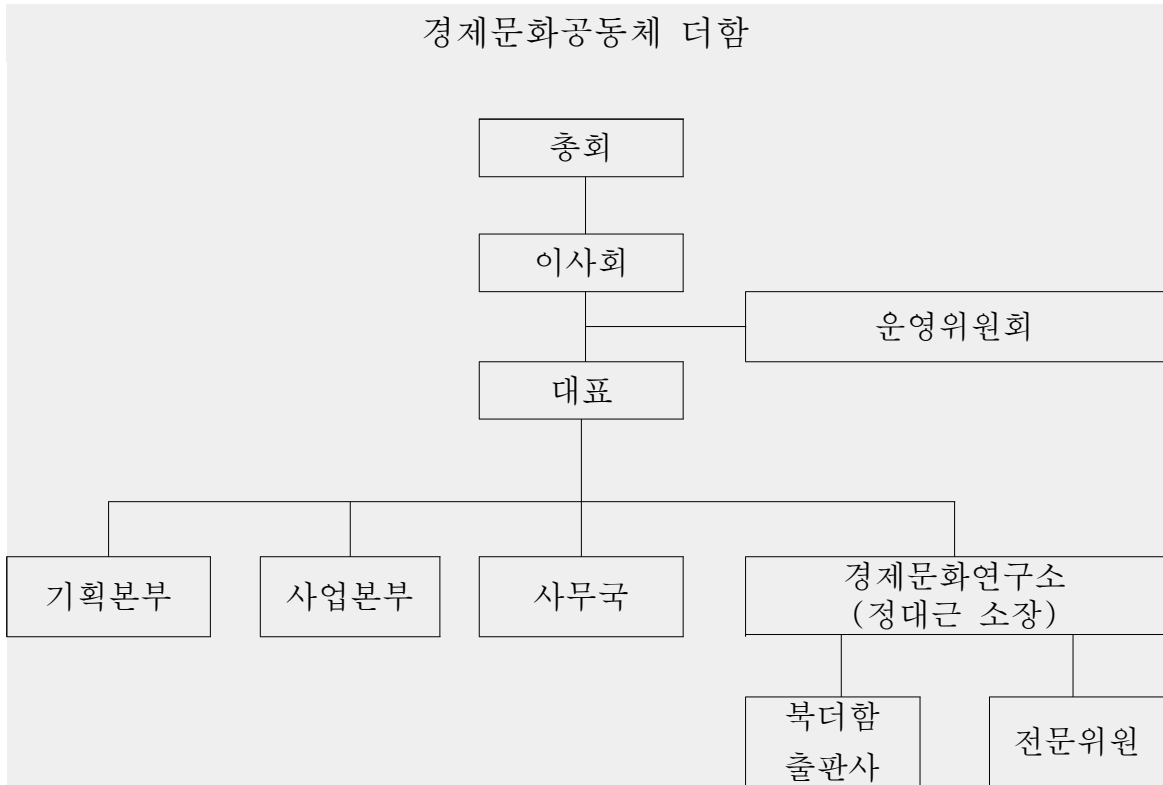 경제문화공동체 더함
총회
이사회
운영위원회
대표
기획본부
사업본부
사무국
경제문화연구소
(정대근 소장)
북더함
출판사
전문위원